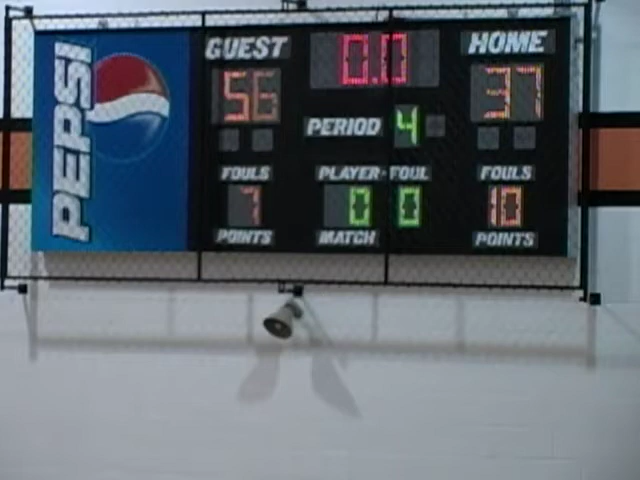 PEPSI
GUEST 0.0 HOME
56 37
PERIOD 4
FOULS PLAYER-FOUL FOULS
7 0 0 10
POINTS MATCH POINTS